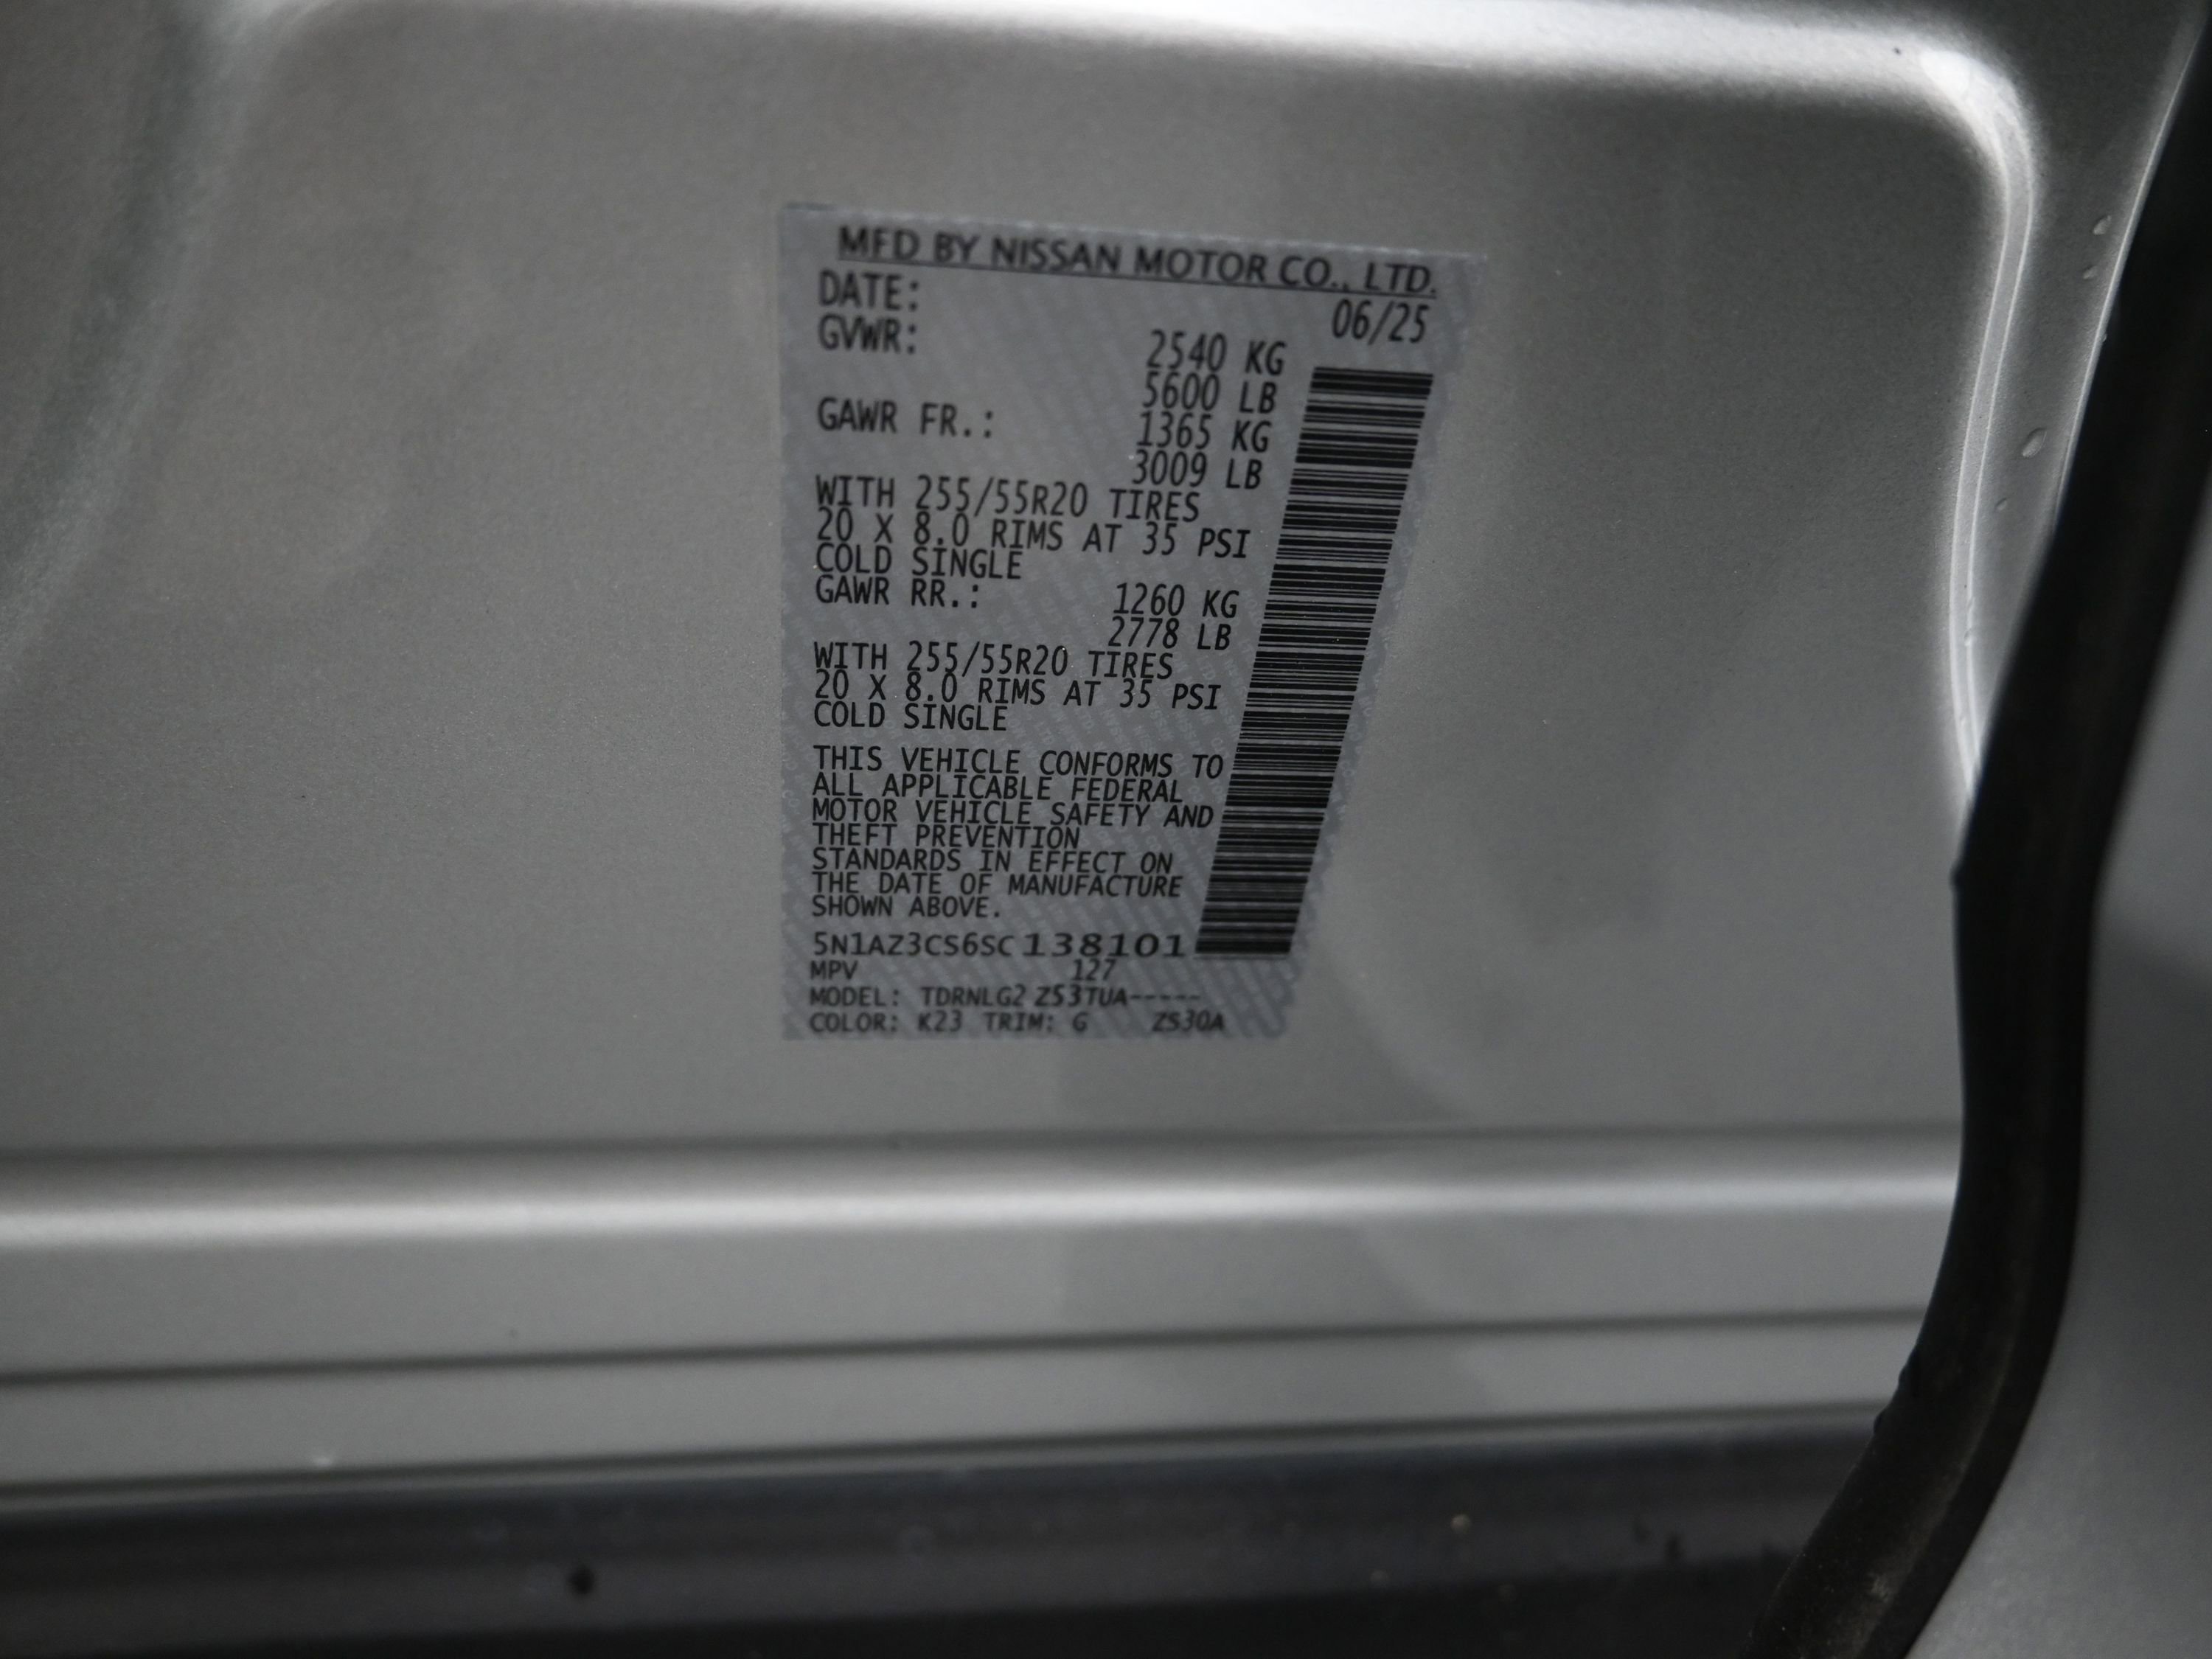 MFD BY NISSAN MOTOR CO., LTD.
DATE: 06/25
GVWR: 2540 KG
5600 LB
GAWR FR.: 1365 KG
3009 LB
WITH 255/55R20 TIRES
20 X 8.0 RIMS AT 35 PSI
COLD SINGLE
GAWR RR.: 1260 KG
2778 LB
WITH 255/55R20 TIRES
20 X 8.0 RIMS AT 35 PSI
COLD SINGLE
THIS VEHICLE CONFORMS TO
ALL APPLICABLE FEDERAL
MOTOR VEHICLE SAFETY AND
THEFT PREVENTION
STANDARDS IN EFFECT ON
THE DATE OF MANUFACTURE
SHOWN ABOVE.
5N1AZ3CS6SC138101
MPV 127
MODEL: TDRNLG2 Z53TUA-----
COLOR: K23 TRIM: G ZS30A